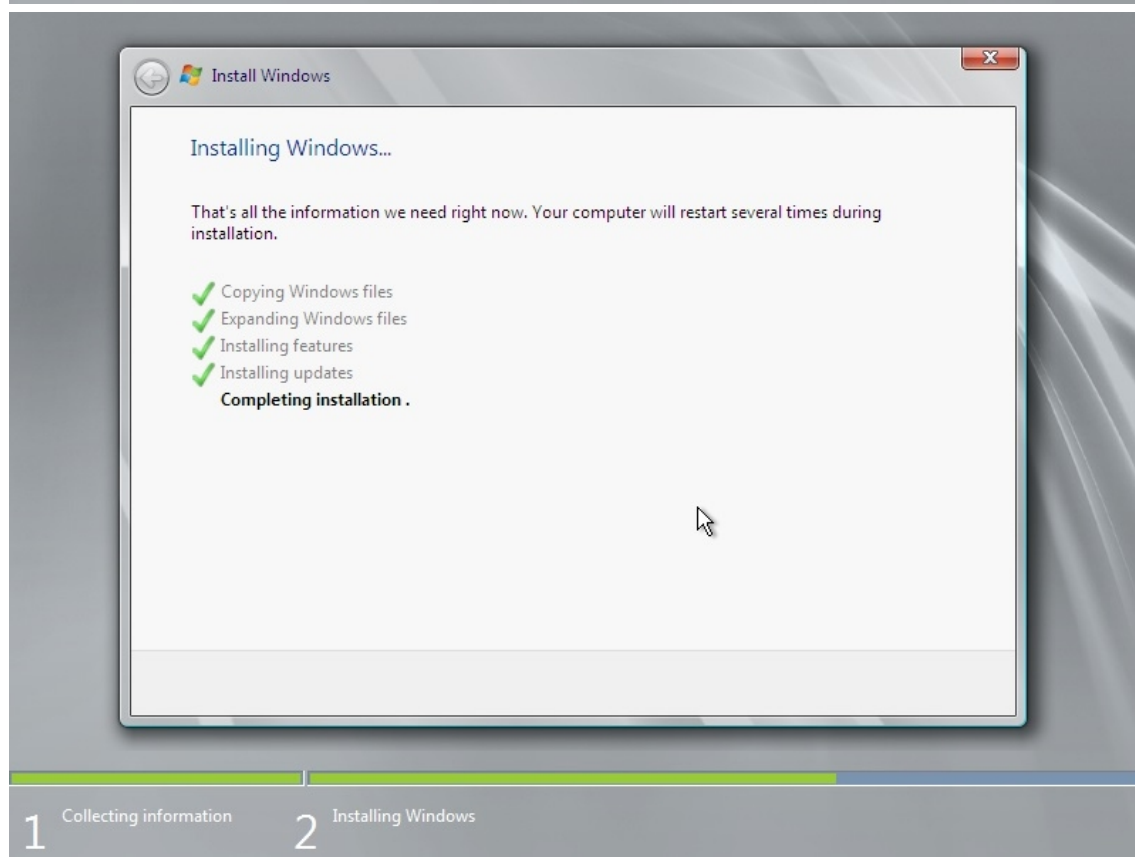 Install Windows
Installing Windows...
That's all the information we need right now. Your computer will restart several times during
installation.
Copying Windows files
Expanding Windows files
Installing features
Installing updates
Completing installation .
1 Collecting information 2 Installing Windows